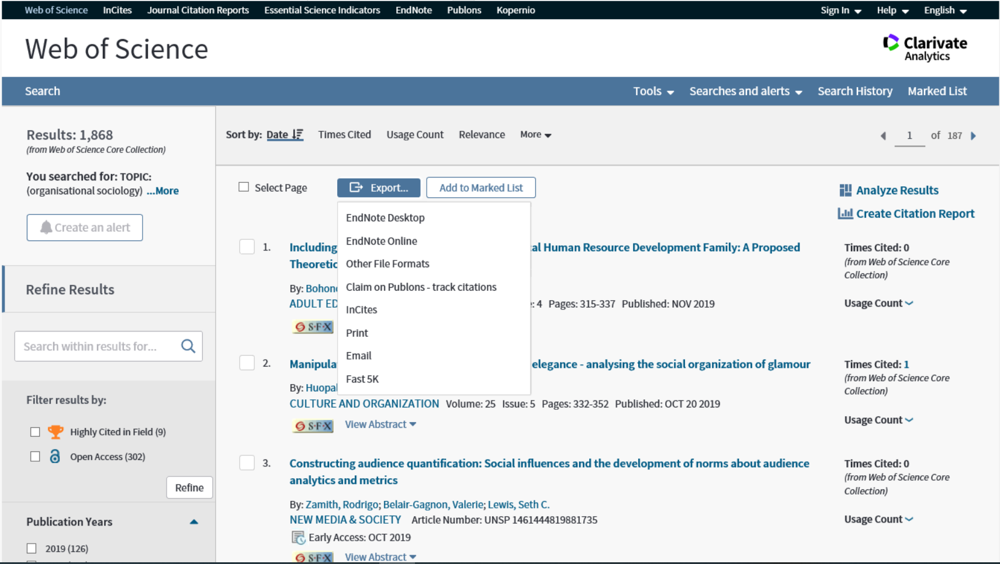 Web of Science InCites Journal Citation Reports Essential Science Indicators EndNote Publons Kopernio Sign In Help English
Web of Science
Clarivate
Analytics
Search Tools Searches and alerts Search History Marked List
Results: 1,868
(from Web of Science Core Collection)
You searched for: TOPIC:
(organisational sociology) ...More
Create an alert
Refine Results
Search within results for...
Filter results by:
Highly Cited in Field (9)
Open Access (302)
Refine
Publication Years
2019 (126)
Sort by: Date Times Cited Usage Count Relevance More
1 of 187
Select Page Export... Add to Marked List
EndNote Desktop
EndNote Online
Other File Formats
Claim on Publons - track citations
InCites
Print
Email
Fast 5K
Analyze Results
Create Citation Report
1. Including al Human Resource Development Family: A Proposed
Theoretic
By: Bohono
ADULT ED : 4 Pages: 315-337 Published: NOV 2019
S·F·X
Times Cited: 0
(from Web of Science Core
Collection)
Usage Count
2. Manipula elegance - analysing the social organization of glamour
By: Huopal
CULTURE AND ORGANIZATION Volume: 25 Issue: 5 Pages: 332-352 Published: OCT 20 2019
S·F·X View Abstract
Times Cited: 1
(from Web of Science Core
Collection)
Usage Count
3. Constructing audience quantification: Social influences and the development of norms about audience
analytics and metrics
By: Zamith, Rodrigo; Belair-Gagnon, Valerie; Lewis, Seth C.
NEW MEDIA & SOCIETY Article Number: UNSP 1461444819881735
Early Access: OCT 2019
S·F·X View Abstract
Times Cited: 0
(from Web of Science Core
Collection)
Usage Count